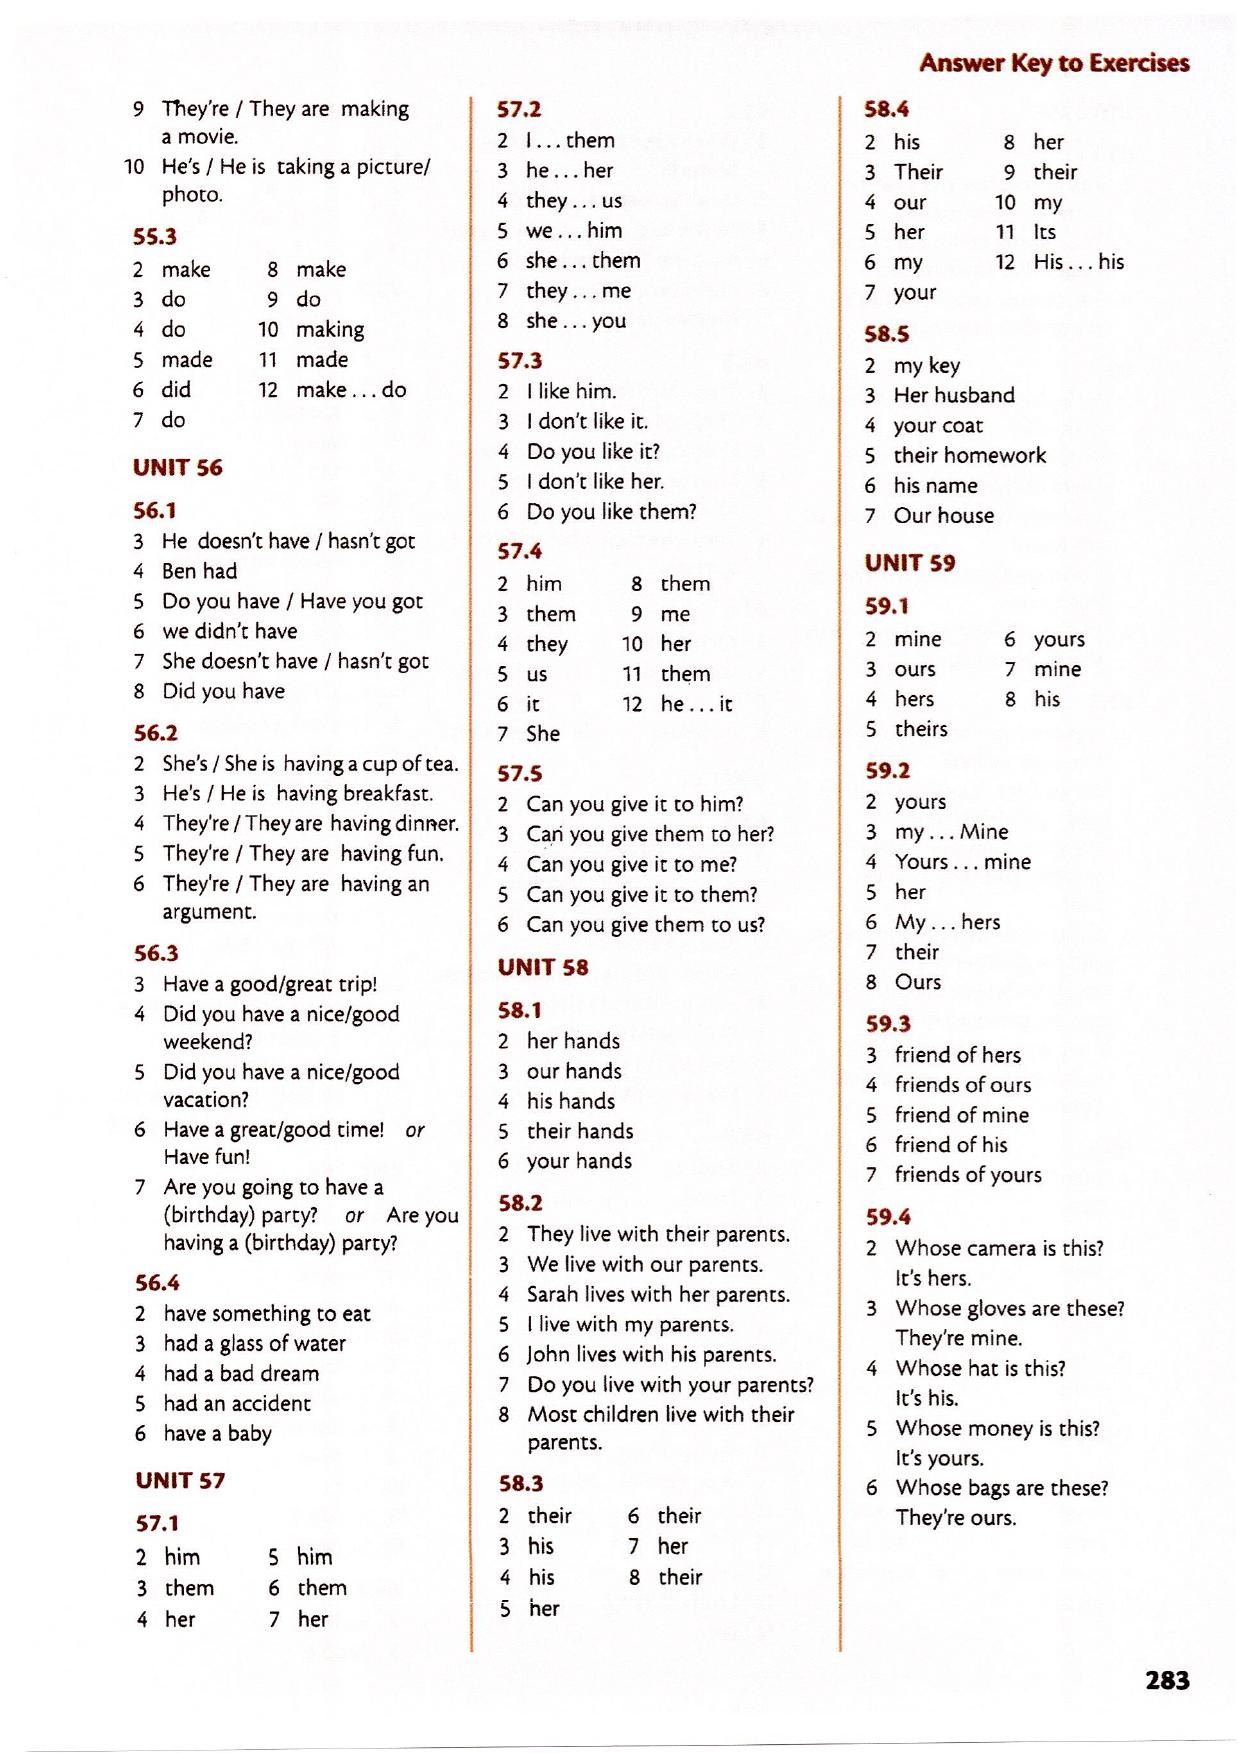 Answer Key to Exercises
9 They're / They are making
a movie.
10 He's / He is taking a picture/
photo.
55.3
2 make 8 make
3 do 9 do
4 do 10 making
5 made 11 made
6 did 12 make . . . do
7 do
UNIT 56
56.1
3 He doesn't have / hasn't got
4 Ben had
5 Do you have / Have you got
6 we didn't have
7 She doesn't have / hasn't got
8 Did you have
56.2
2 She's / She is having a cup of tea.
3 He's / He is having breakfast.
4 They're / They are having dinner.
5 They're / They are having fun.
6 They're / They are having an
argument.
56.3
3 Have a good/great trip!
4 Did you have a nice/good
weekend?
5 Did you have a nice/good
vacation?
6 Have a great/good time! or
Have fun!
7 Are you going to have a
(birthday) party? or Are you
having a (birthday) party?
56.4
2 have something to eat
3 had a glass of water
4 had a bad dream
5 had an accident
6 have a baby
UNIT 57
57.1
2 him 5 him
3 them 6 them
4 her 7 her
57.2
2 I . . . them
3 he . . . her
4 they . . . us
5 we . . . him
6 she . . . them
7 they . . . me
8 she . . . you
57.3
2 I like him.
3 I don't like it.
4 Do you like it?
5 I don't like her.
6 Do you like them?
57.4
2 him 8 them
3 them 9 me
4 they 10 her
5 us 11 them
6 it 12 he . . . it
7 She
57.5
2 Can you give it to him?
3 Can you give them to her?
4 Can you give it to me?
5 Can you give it to them?
6 Can you give them to us?
UNIT 58
58.1
2 her hands
3 our hands
4 his hands
5 their hands
6 your hands
58.2
2 They live with their parents.
3 We live with our parents.
4 Sarah lives with her parents.
5 I live with my parents.
6 John lives with his parents.
7 Do you live with your parents?
8 Most children live with their
parents.
58.3
2 their 6 their
3 his 7 her
4 his 8 their
5 her
58.4
2 his 8 her
3 Their 9 their
4 our 10 my
5 her 11 Its
6 my 12 His . . . his
7 your
58.5
2 my key
3 Her husband
4 your coat
5 their homework
6 his name
7 Our house
UNIT 59
59.1
2 mine 6 yours
3 ours 7 mine
4 hers 8 his
5 theirs
59.2
2 yours
3 my . . . Mine
4 Yours . . . mine
5 her
6 My . . . hers
7 their
8 Ours
59.3
3 friend of hers
4 friends of ours
5 friend of mine
6 friend of his
7 friends of yours
59.4
2 Whose camera is this?
It's hers.
3 Whose gloves are these?
They're mine.
4 Whose hat is this?
It's his.
5 Whose money is this?
It's yours.
6 Whose bags are these?
They're ours.
283